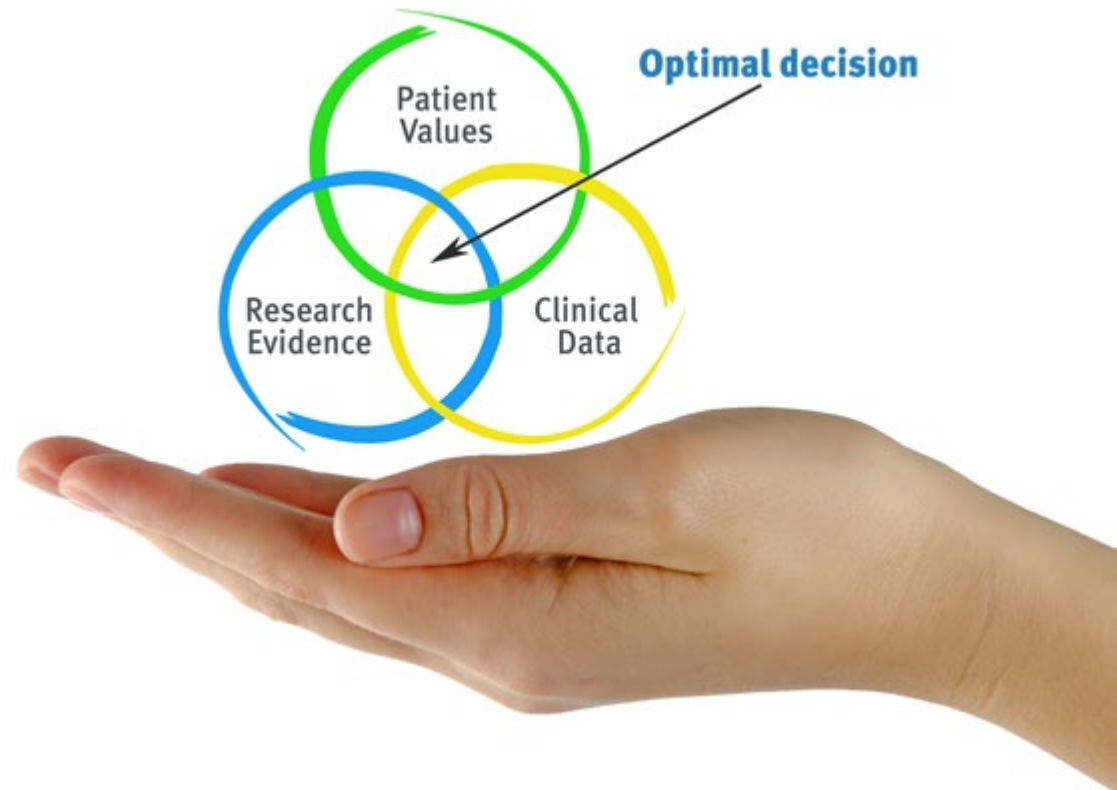 Optimal decision
Patient
Values
Research
Evidence
Clinical
Data